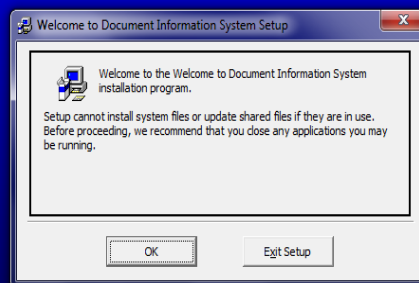 Welcome to Document Information System Setup
Welcome to the Welcome to Document Information System
installation program.
Setup cannot install system files or update shared files if they are in use.
Before proceeding, we recommend that you close any applications you may
be running.
OK
Exit Setup